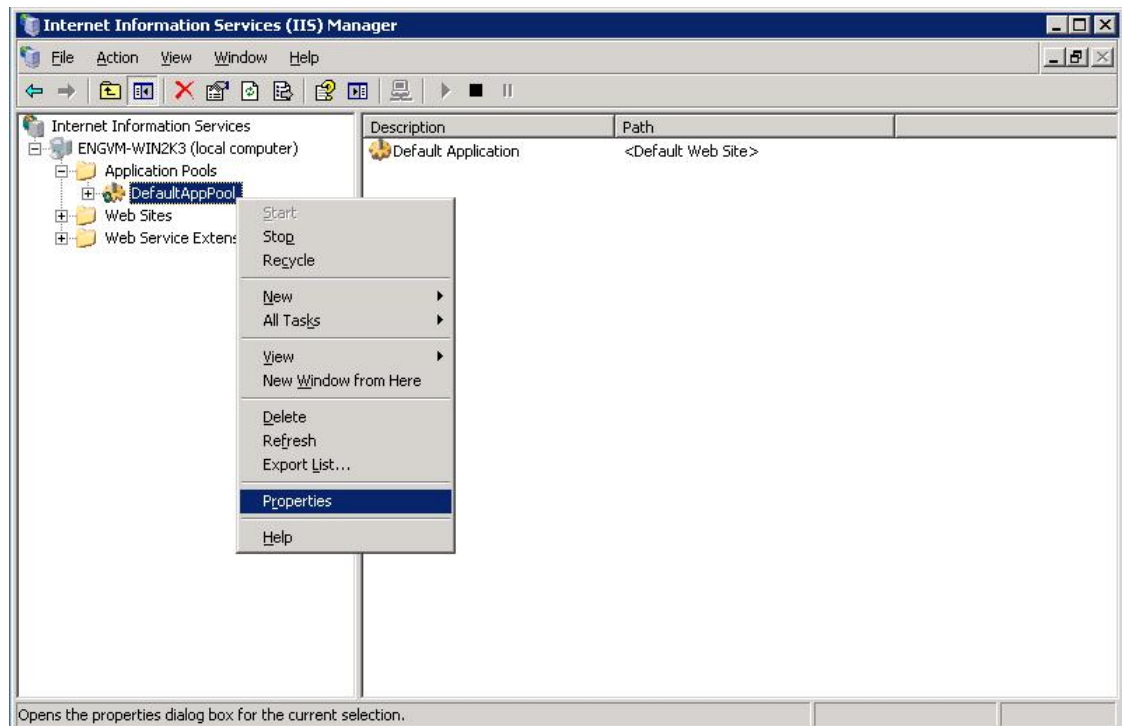 Internet Information Services (IIS) Manager
File Action View Window Help
Internet Information Services
ENGVM-WIN2K3 (local computer)
Application Pools
DefaultAppPool
Web Sites
Web Service Extens
Description Path
Default Application <Default Web Site>
Start
Stop
Recycle
New
All Tasks
View
New Window from Here
Delete
Refresh
Export List...
Properties
Help
Opens the properties dialog box for the current selection.